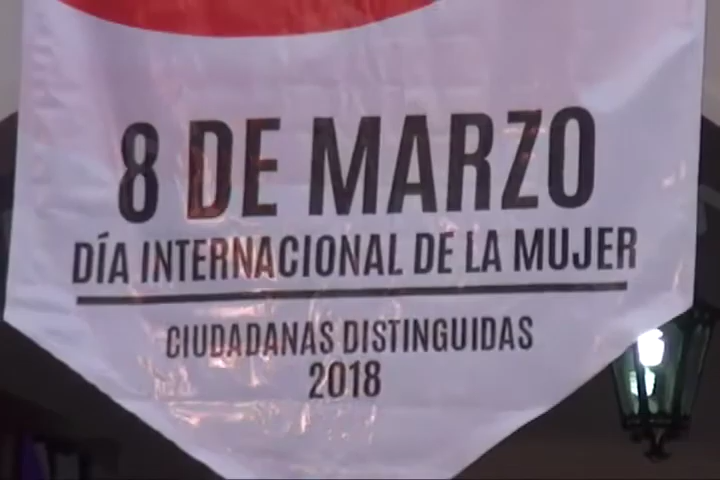 8 DE MARZO
DÍA INTERNACIONAL DE LA MUJER
CIUDADANAS DISTINGUIDAS
2018